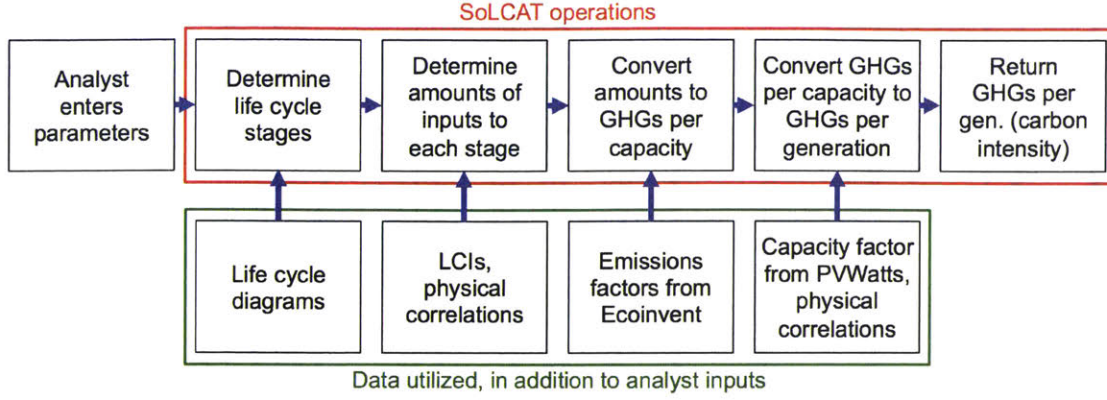 SoLCAT operations
Analyst
enters
parameters
Determine
life cycle
stages
Determine
amounts of
inputs to
each stage
Convert
amounts to
GHGs per
capacity
Convert GHGs
per capacity to
GHGs per
generation
Return
GHGs per
gen. (carbon
intensity)
Life cycle
diagrams
LCIs,
physical
correlations
Emissions
factors from
Ecoinvent
Capacity factor
from PVWatts,
physical
correlations
Data utilized, in addition to analyst inputs